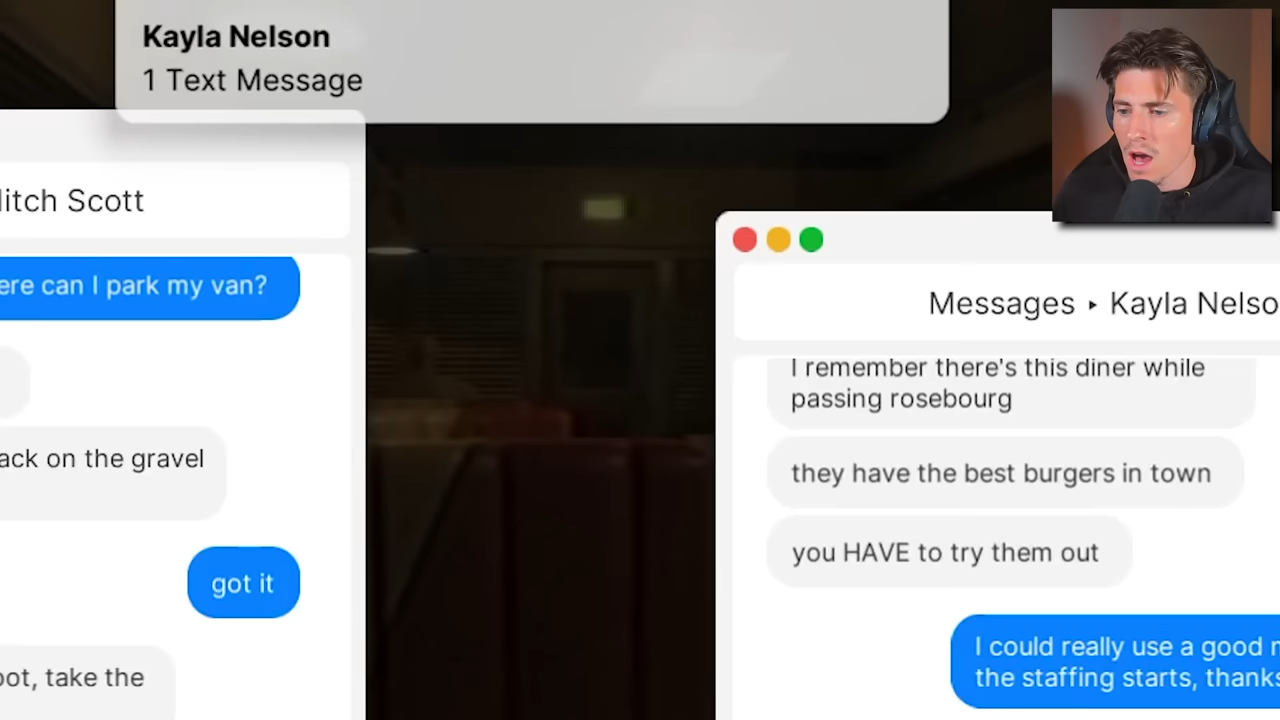 Kayla Nelson
1 Text Message
itch Scott
ere can I park my van?
ack on the gravel
got it
oot, take the
Messages ▸ Kayla Nelso
I remember there's this diner while
passing rosebourg
they have the best burgers in town
you HAVE to try them out
I could really use a good
the staffing starts, thanks